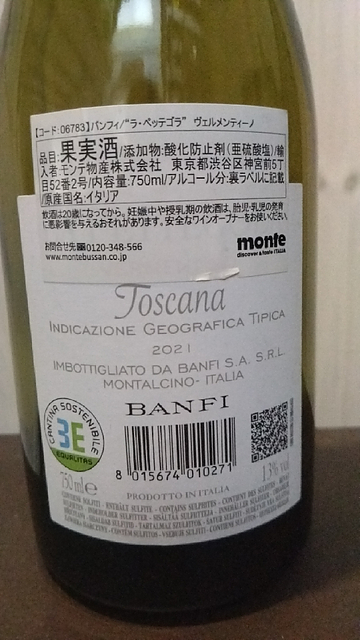 【コード:06783】バンフィ/"ラ・ペッテゴラ" ヴェルメンティーノ
品目:果実酒/添加物:酸化防止剤(亜硫酸塩)/輸
入者:モンテ物産株式会社 東京都渋谷区神宮前5丁
目52番2号/内容量:750ml/アルコール分:裏ラベルに記載
/原産国名:イタリア
飲酒は20歳になってから。妊娠中や授乳期の飲酒は、胎児・乳児の発育
に悪影響を与えるおそれがあります。安全なワインオープナーをお使いください。
お問合せ先 0120-348-566
www.montebussan.co.jp
monte
discover & taste ITALIA
Toscana
INDICAZIONE GEOGRAFICA TIPICA
2021
IMBOTTIGLIATO DA BANFI S.A. S.R.L.
MONTALCINO- ITALIA
BANFI
CANTINA SOSTENIBILE
3E
EQUALITAS
8 015674 010271
750 ml e
13% vol
PRODOTTO IN ITALIA
CONTIENE SOLFITI - ENTHÄLT SULFITE - CONTAINS SULPHITES - CONTIENT DES SULFITES